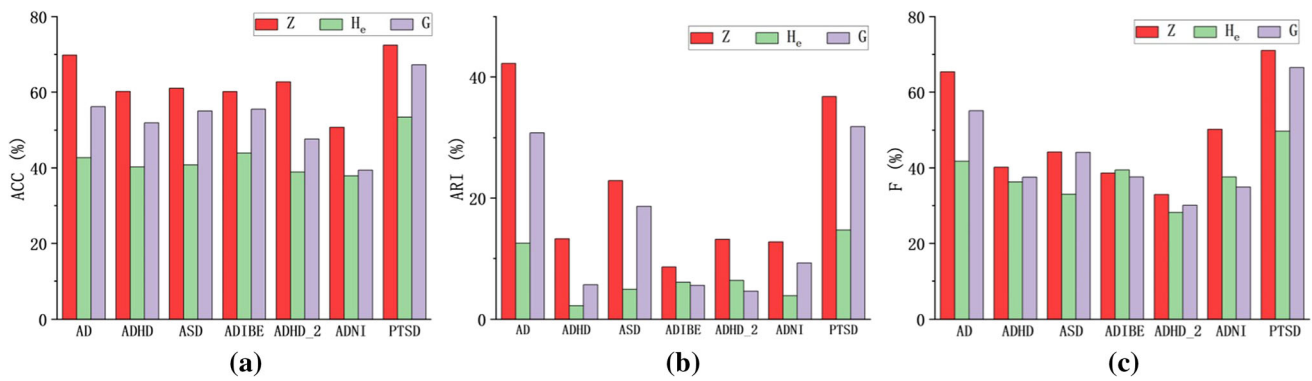 80
60
40
20
0
ACC (%)
Z He G
AD ADHD ASD ADIBE ADHD_2 ADNI PTSD
(a)
40
20
0
ARI (%)
Z He G
AD ADHD ASD ADIBE ADHD_2 ADNI PTSD
(b)
80
60
40
20
0
F (%)
Z He G
AD ADHD ASD ADIBE ADHD_2 ADNI PTSD
(c)